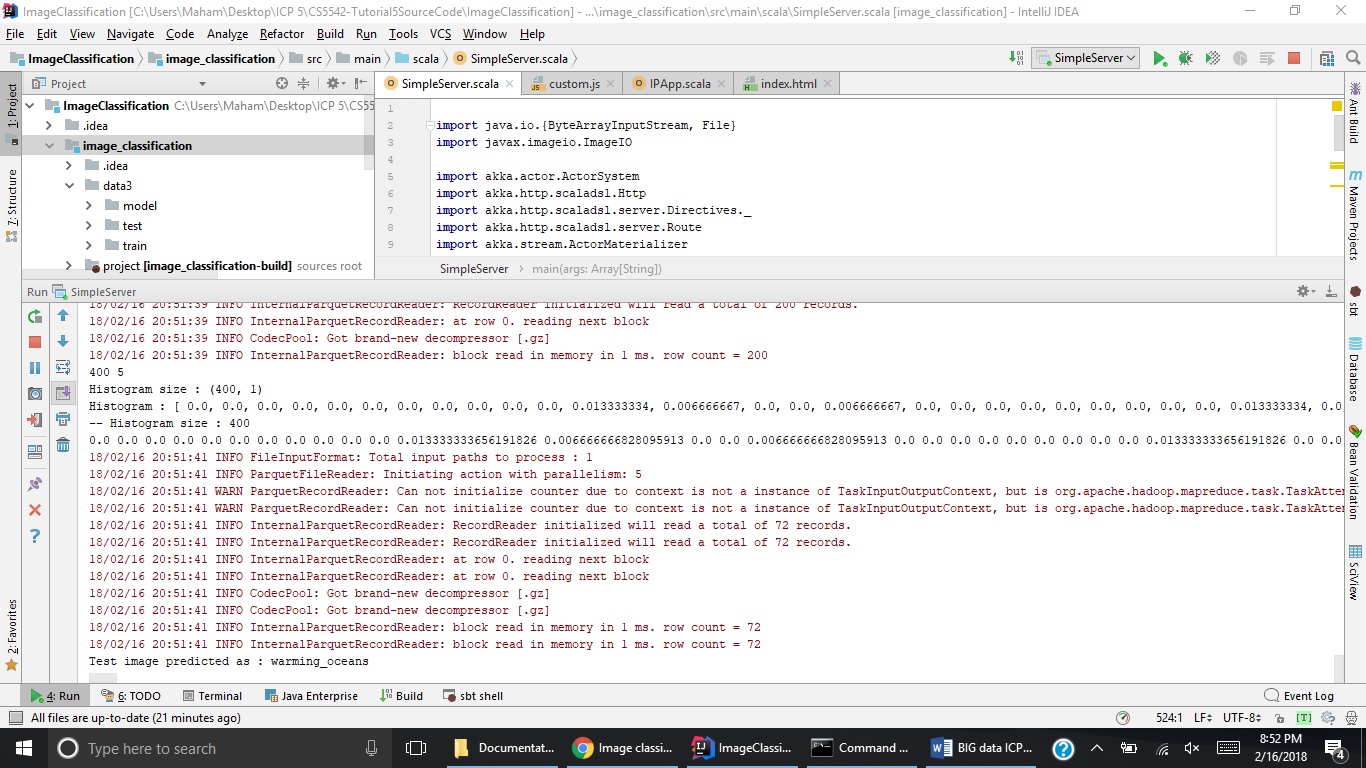 ImageClassification [C:\Users\Maham\Desktop\ICP 5\CS5542-Tutorial5SourceCode\ImageClassification] - ...\image_classification\src\main\scala\SimpleServer.scala [image_classification] - IntelliJ IDEA
File Edit View Navigate Code Analyze Refactor Build Run Tools VCS Window Help
ImageClassification image_classification src main scala SimpleServer.scala SimpleServer
1: Project
Project
SimpleServer.scala custom.js IPApp.scala index.html
ImageClassification C:\Users\Maham\Desktop\ICP 5\CS55
.idea
image_classification
.idea
data3
model
test
train
project [image_classification-build] sources root
1
2 import java.io.{ByteArrayInputStream, File}
3 import javax.imageio.ImageIO
4
5 import akka.actor.ActorSystem
6 import akka.http.scaladsl.Http
7 import akka.http.scaladsl.server.Directives._
8 import akka.http.scaladsl.server.Route
9 import akka.stream.ActorMaterializer
SimpleServer main(args: Array[String])
7: Structure
2: Favorites
Ant Build
Maven Projects
sbt
Database
Bean Validation
SciView
Run SimpleServer
18/02/16 20:51:39 INFO InternalParquetRecordReader: RecordReader initialized will read a total of 200 records.
18/02/16 20:51:39 INFO InternalParquetRecordReader: at row 0. reading next block
18/02/16 20:51:39 INFO CodecPool: Got brand-new decompressor [.gz]
18/02/16 20:51:39 INFO InternalParquetRecordReader: block read in memory in 1 ms. row count = 200
400 5
Histogram size : (400, 1)
Histogram : [ 0.0, 0.0, 0.0, 0.0, 0.0, 0.0, 0.0, 0.0, 0.0, 0.0, 0.0, 0.013333334, 0.006666667, 0.0, 0.0, 0.006666667, 0.0, 0.0, 0.0, 0.0, 0.0, 0.0, 0.0, 0.0, 0.0, 0.013333334, 0.0, 0.0
-- Histogram size : 400
0.0 0.0 0.0 0.0 0.0 0.0 0.0 0.0 0.0 0.0 0.0 0.013333333656191826 0.006666666828095913 0.0 0.0 0.006666666828095913 0.0 0.0 0.0 0.0 0.0 0.0 0.0 0.0 0.0 0.013333333656191826 0.0 0.0
18/02/16 20:51:41 INFO FileInputFormat: Total input paths to process : 1
18/02/16 20:51:41 INFO ParquetFileReader: Initiating action with parallelism: 5
18/02/16 20:51:41 WARN ParquetRecordReader: Can not initialize counter due to context is not a instance of TaskInputOutputContext, but is org.apache.hadoop.mapreduce.task.TaskAtte
18/02/16 20:51:41 WARN ParquetRecordReader: Can not initialize counter due to context is not a instance of TaskInputOutputContext, but is org.apache.hadoop.mapreduce.task.TaskAtte
18/02/16 20:51:41 INFO InternalParquetRecordReader: RecordReader initialized will read a total of 72 records.
18/02/16 20:51:41 INFO InternalParquetRecordReader: RecordReader initialized will read a total of 72 records.
18/02/16 20:51:41 INFO InternalParquetRecordReader: at row 0. reading next block
18/02/16 20:51:41 INFO InternalParquetRecordReader: at row 0. reading next block
18/02/16 20:51:41 INFO CodecPool: Got brand-new decompressor [.gz]
18/02/16 20:51:41 INFO CodecPool: Got brand-new decompressor [.gz]
18/02/16 20:51:41 INFO InternalParquetRecordReader: block read in memory in 1 ms. row count = 72
18/02/16 20:51:41 INFO InternalParquetRecordReader: block read in memory in 1 ms. row count = 72
Test image predicted as : warming_oceans
4: Run 6: TODO Terminal Java Enterprise Build sbt shell Event Log
All files are up-to-date (21 minutes ago) 524:1 LF UTF-8 [T]
Type here to search Documentat... Image classi... ImageClassi... Command ... BIG data ICP... 8:52 PM
2/16/2018 4